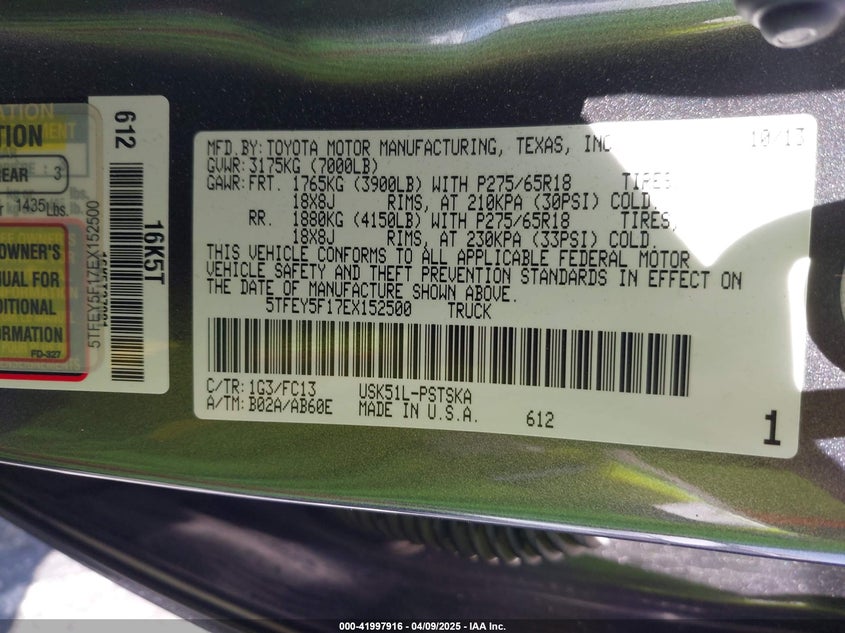 MFD.BY: TOYOTA MOTOR MANUFACTURING, TEXAS, INC 10/13
GVWR: 3175KG (7000LB)
GAWR: FRT. 1765KG (3900LB) WITH P275/65R18 TIRES
18X8J RIMS, AT 210KPA (30PSI) COLD.
RR. 1880KG (4150LB) WITH P275/65R18 TIRES,
18X8J RIMS, AT 230KPA (33PSI) COLD.
THIS VEHICLE CONFORMS TO ALL APPLICABLE FEDERAL MOTOR
VEHICLE SAFETY AND THEFT PREVENTION STANDARDS IN EFFECT ON
THE DATE OF MANUFACTURE SHOWN ABOVE.
5TFEY5F17EX152500 TRUCK
C/TR: 1G3/FC13 USK51L-PSTSKA
A/TM: B02A/AB60E MADE IN U.S.A. 612
1
612
16K5T
5TFEY5F17EX152500
TION
REAR 3
1435 Lbs.
OWNER'S
NUAL FOR
DITIONAL
ORMATION
FD-327
000-41997916 - 04/09/2025 - IAA Inc.